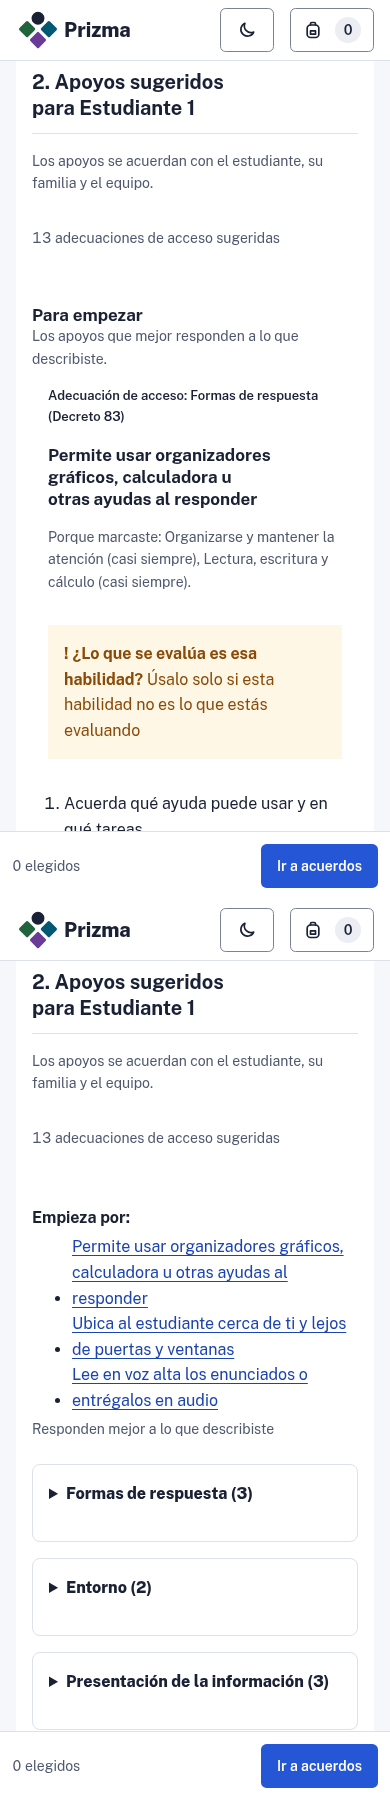 Prizma
0
2. Apoyos sugeridos
para Estudiante 1
Los apoyos se acuerdan con el estudiante, su
familia y el equipo.
13 adecuaciones de acceso sugeridas
Para empezar
Los apoyos que mejor responden a lo que
describiste.
Adecuación de acceso: Formas de respuesta
(Decreto 83)
Permite usar organizadores
gráficos, calculadora u
otras ayudas al responder
Porque marcaste: Organizarse y mantener la
atención (casi siempre), Lectura, escritura y
cálculo (casi siempre).
! ¿Lo que se evalúa es esa
habilidad? Úsalo solo si esta
habilidad no es lo que estás
evaluando
1. Acuerda qué ayuda puede usar y en
qué tareas
0 elegidos
Ir a acuerdos
Prizma
0
2. Apoyos sugeridos
para Estudiante 1
Los apoyos se acuerdan con el estudiante, su
familia y el equipo.
13 adecuaciones de acceso sugeridas
Empieza por:
Permite usar organizadores gráficos,
calculadora u otras ayudas al
responder
Ubica al estudiante cerca de ti y lejos
de puertas y ventanas
Lee en voz alta los enunciados o
entrégalos en audio
Responden mejor a lo que describiste
Formas de respuesta (3)
Entorno (2)
Presentación de la información (3)
0 elegidos
Ir a acuerdos